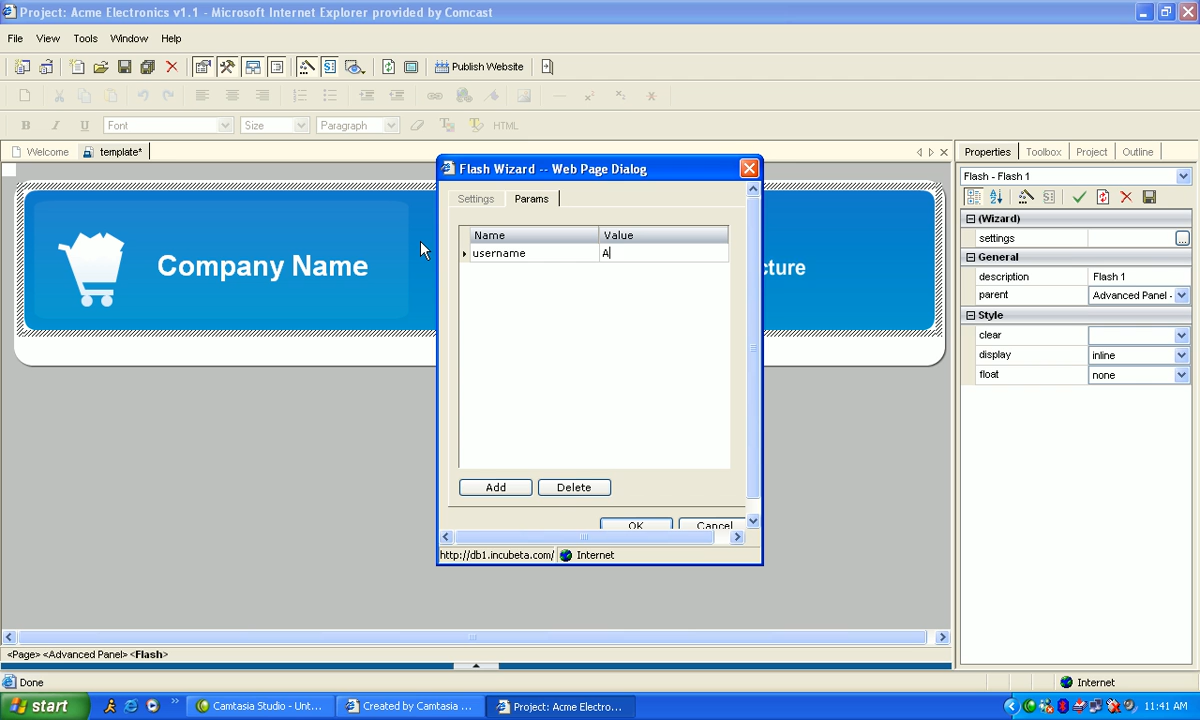 Project: Acme Electronics v1.1 - Microsoft Internet Explorer provided by Comcast
File View Tools Window Help
Publish Website
B I U Font Size Paragraph HTML
Welcome template*
Properties Toolbox Project Outline
Flash Wizard -- Web Page Dialog
Flash - Flash 1
Settings Params
(Wizard)
settings ...
General
description Flash 1
parent Advanced Panel -
Style
clear
display inline
float none
Name Value
username A
Company Name
cture
Add Delete
OK Cancel
http://db1.incubeta.com/ Internet
<Page> <Advanced Panel> <Flash>
Done Internet
start Camtasia Studio - Unt... Created by Camtasia ... Project: Acme Electro... 11:41 AM